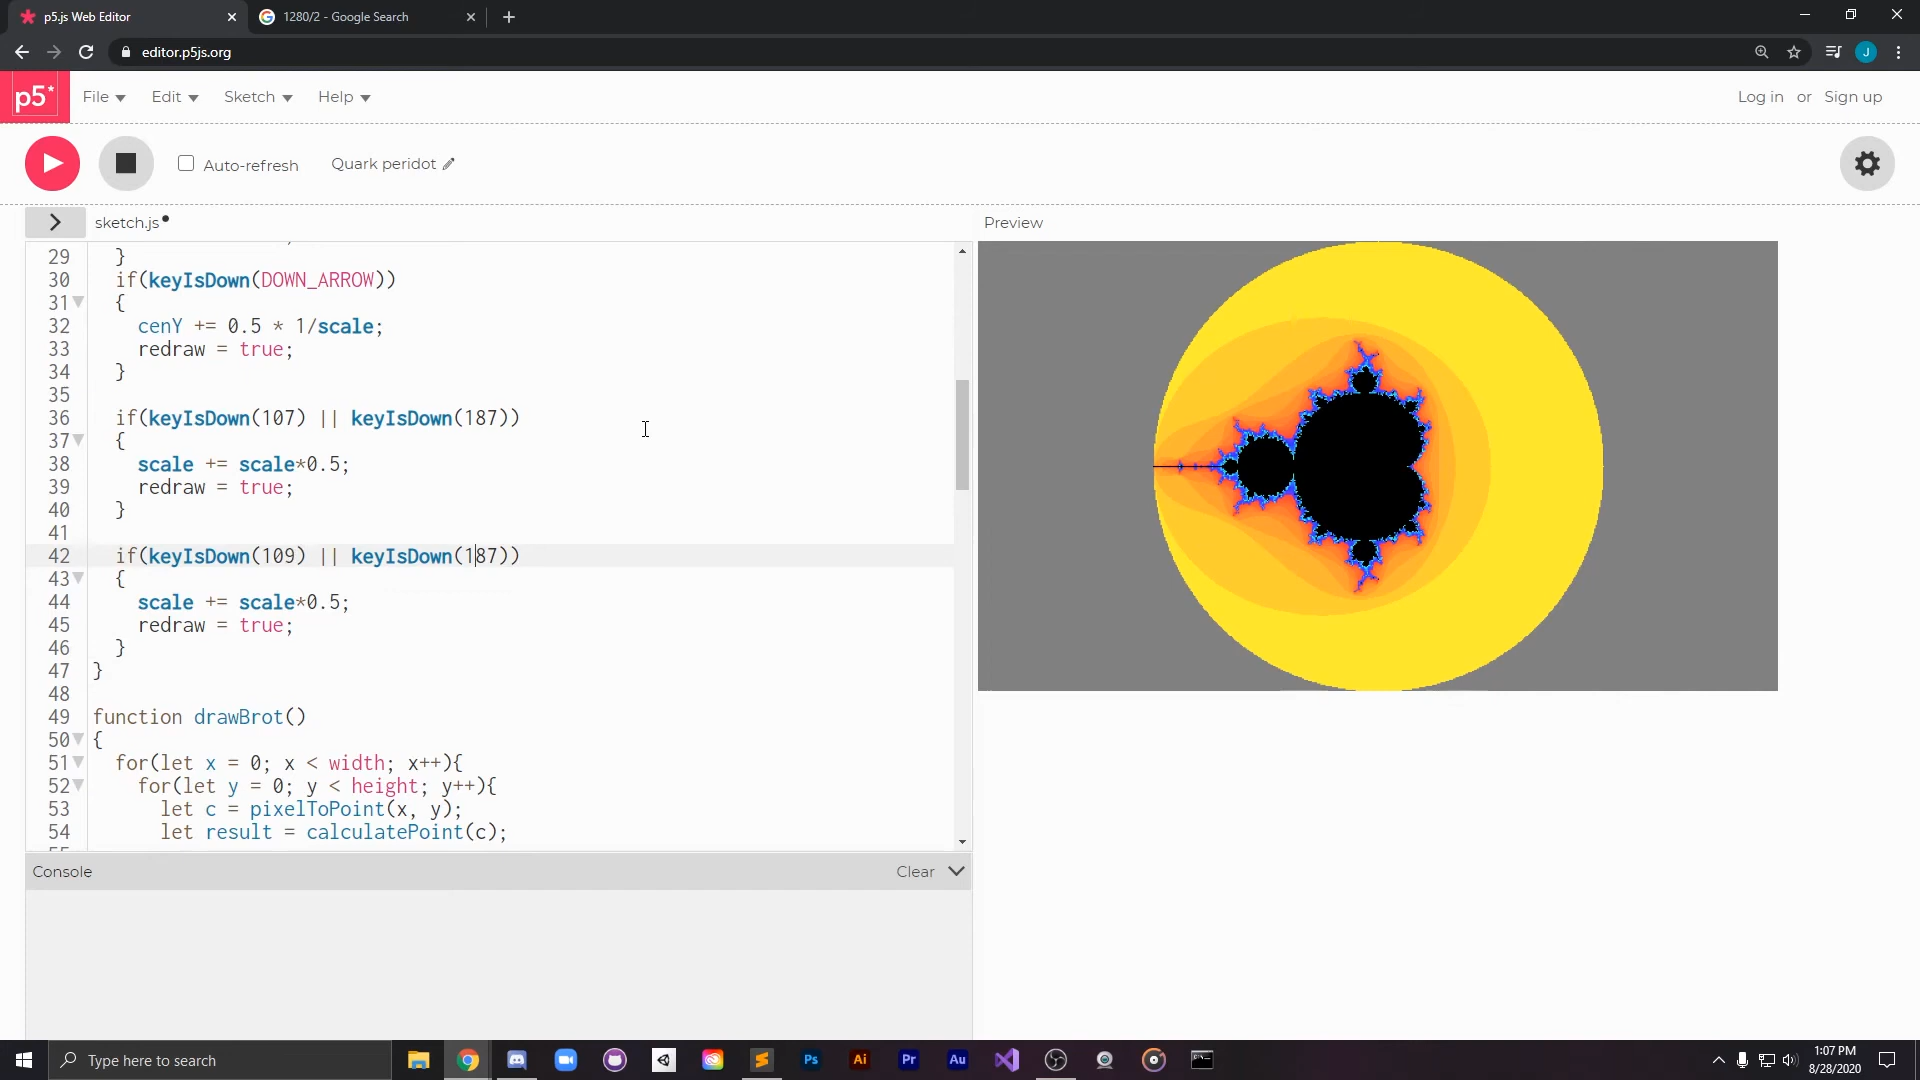 p5.js Web Editor
1280/2 - Google Search
editor.p5js.org
J
p5*
File
Edit
Sketch
Help
Log in or Sign up
Auto-refresh
Quark peridot
sketch.js
Preview
29 }
30 if(keyIsDown(DOWN_ARROW))
31 {
32 cenY += 0.5 * 1/scale;
33 redraw = true;
34 }
35
36 if(keyIsDown(107) || keyIsDown(187))
37 {
38 scale += scale*0.5;
39 redraw = true;
40 }
41
42 if(keyIsDown(109) || keyIsDown(187))
43 {
44 scale += scale*0.5;
45 redraw = true;
46 }
47 }
48
49 function drawBrot()
50 {
51 for(let x = 0; x < width; x++){
52 for(let y = 0; y < height; y++){
53 let c = pixelToPoint(x, y);
54 let result = calculatePoint(c);
Console
Clear
Type here to search
Ps
Ai
Pr
Au
1:07 PM
8/28/2020